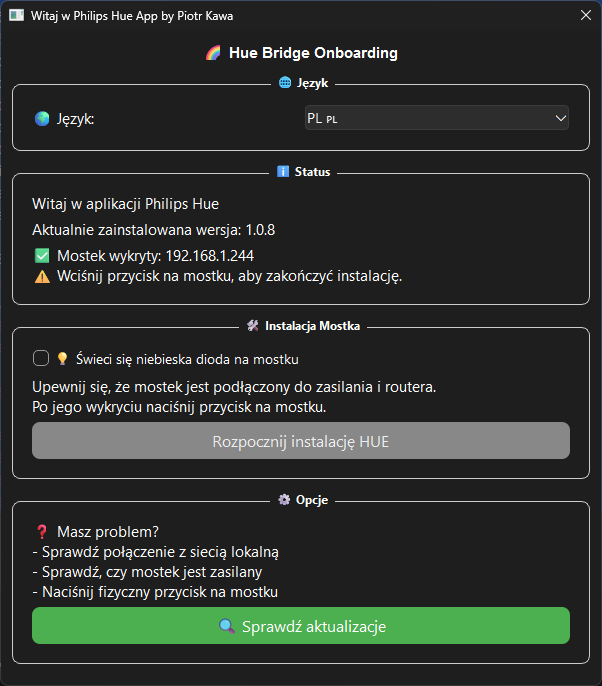 Witaj w Philips Hue App by Piotr Kawa
Hue Bridge Onboarding
Język
Język:
PL PL
Status
Witaj w aplikacji Philips Hue
Aktualnie zainstalowana wersja: 1.0.8
Mostek wykryty: 192.168.1.244
Wciśnij przycisk na mostku, aby zakończyć instalację.
Instalacja Mostka
Świeci się niebieska dioda na mostku
Upewnij się, że mostek jest podłączony do zasilania i routera.
Po jego wykryciu naciśnij przycisk na mostku.
Rozpocznij instalację HUE
Opcje
Masz problem?
- Sprawdź połączenie z siecią lokalną
- Sprawdź, czy mostek jest zasilany
- Naciśnij fizyczny przycisk na mostku
Sprawdź aktualizacje